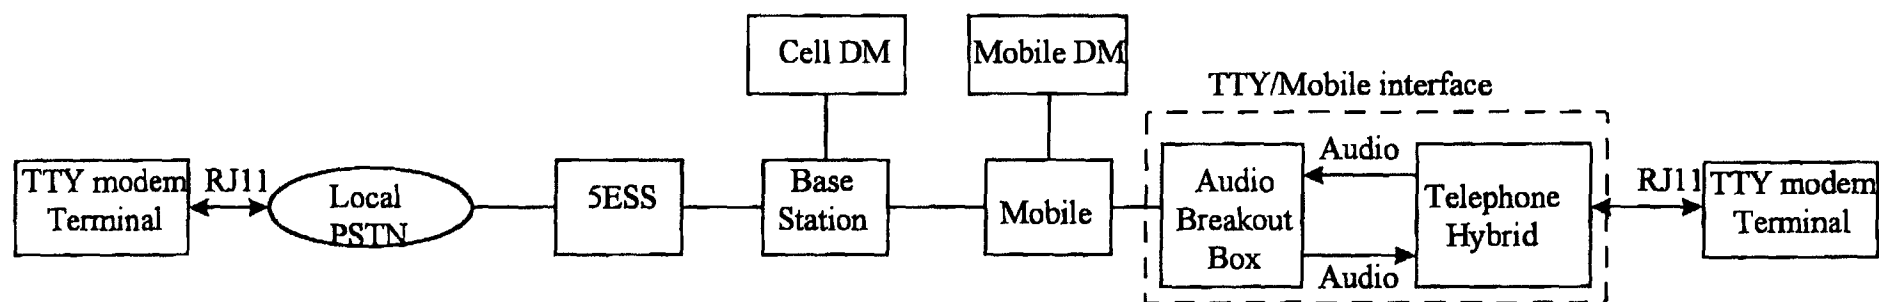 Cell DM
Mobile DM
TTY/Mobile interface
TTY modem
Terminal
RJ11
Local
PSTN
5ESS
Base
Station
Mobile
Audio
Breakout
Box
Audio
Audio
Telephone
Hybrid
RJ11
TTY modem
Terminal